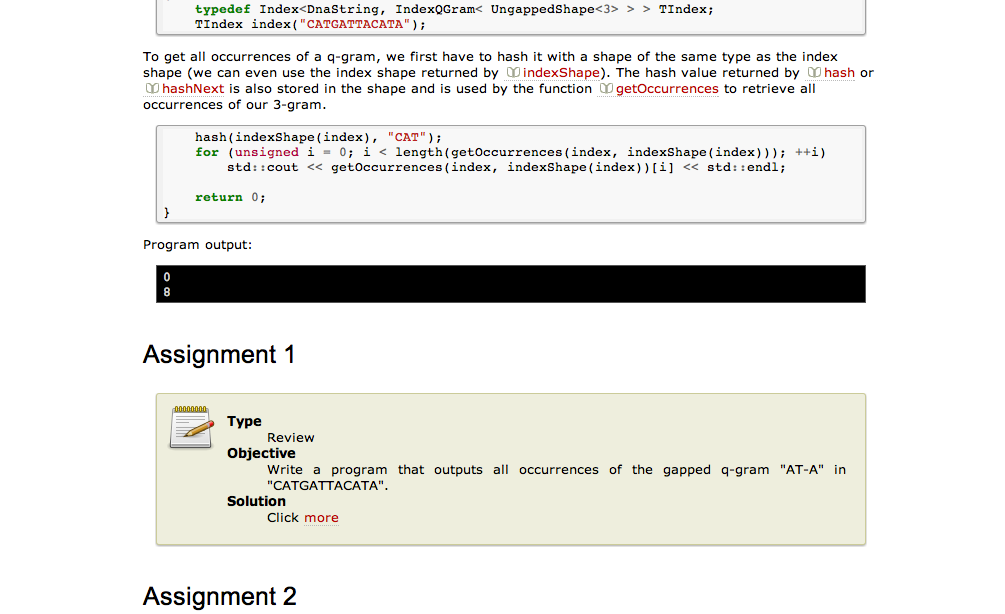 typedef Index<DnaString, IndexQGram< UngappedShape<3> > > TIndex;
TIndex index("CATGATTACATA");
To get all occurrences of a q-gram, we first have to hash it with a shape of the same type as the index
shape (we can even use the index shape returned by indexShape). The hash value returned by hash or
hashNext is also stored in the shape and is used by the function getOccurrences to retrieve all
occurrences of our 3-gram.
hash(indexShape(index), "CAT");
for (unsigned i = 0; i < length(getOccurrences(index, indexShape(index))); ++i)
std::cout << getOccurrences(index, indexShape(index))[i] << std::endl;
return 0;
}
Program output:
0
8
Assignment 1
Type
Review
Objective
Write a program that outputs all occurrences of the gapped q-gram "AT-A" in
"CATGATTACATA".
Solution
Click more
Assignment 2